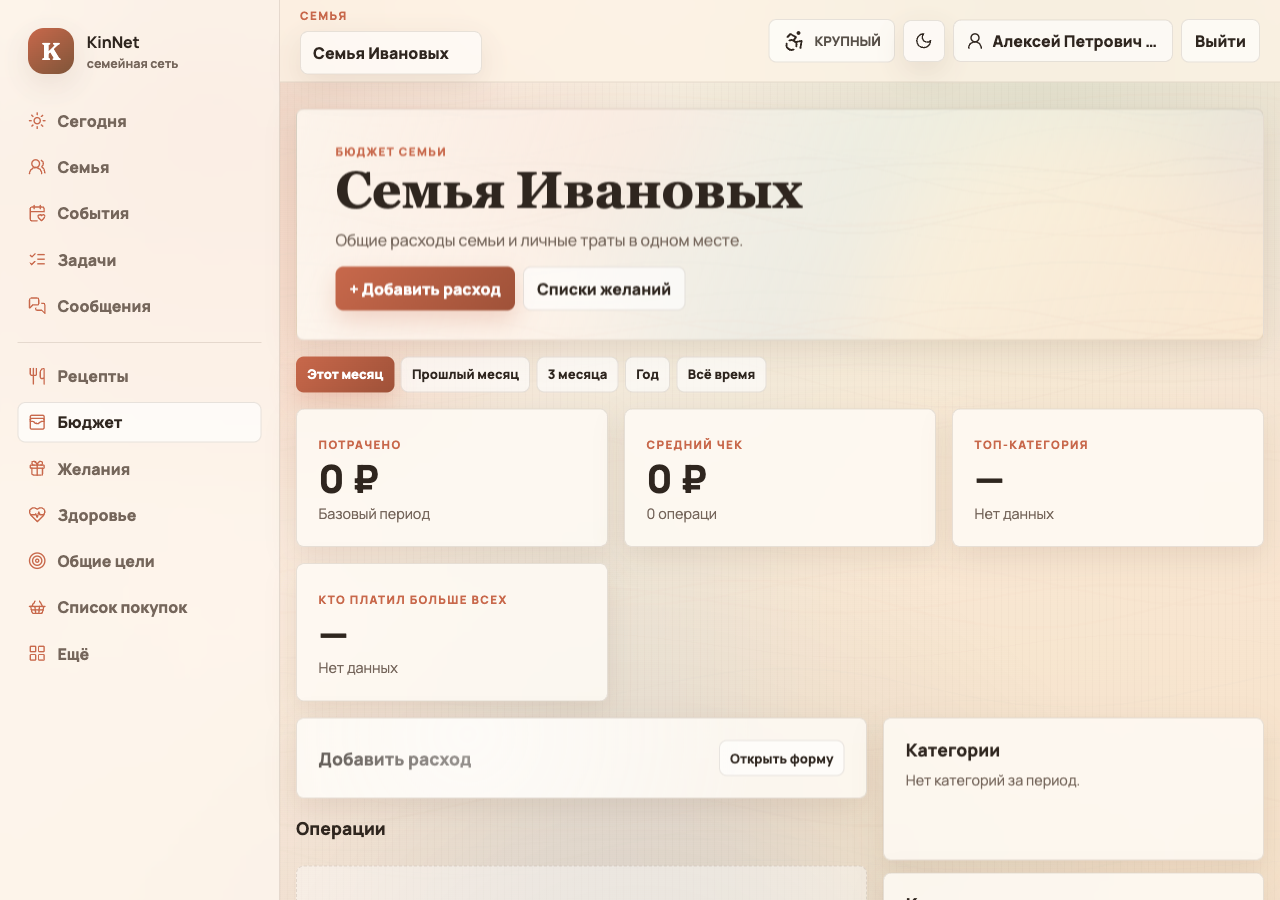 K
KinNet
семейная сеть
Сегодня
Семья
События
Задачи
Сообщения
Рецепты
Бюджет
Желания
Здоровье
Общие цели
Список покупок
Ещё
СЕМЬЯ
Семья Ивановых
КРУПНЫЙ
Алексей Петрович ...
Выйти
БЮДЖЕТ СЕМЬИ
Семья Ивановых
Общие расходы семьи и личные траты в одном месте.
+ Добавить расход
Списки желаний
Этот месяц
Прошлый месяц
3 месяца
Год
Всё время
ПОТРАЧЕНО
0 ₽
Базовый период
СРЕДНИЙ ЧЕК
0 ₽
0 операци
ТОП-КАТЕГОРИЯ
—
Нет данных
КТО ПЛАТИЛ БОЛЬШЕ ВСЕХ
—
Нет данных
Добавить расход
Открыть форму
Операции
Категории
Нет категорий за период.